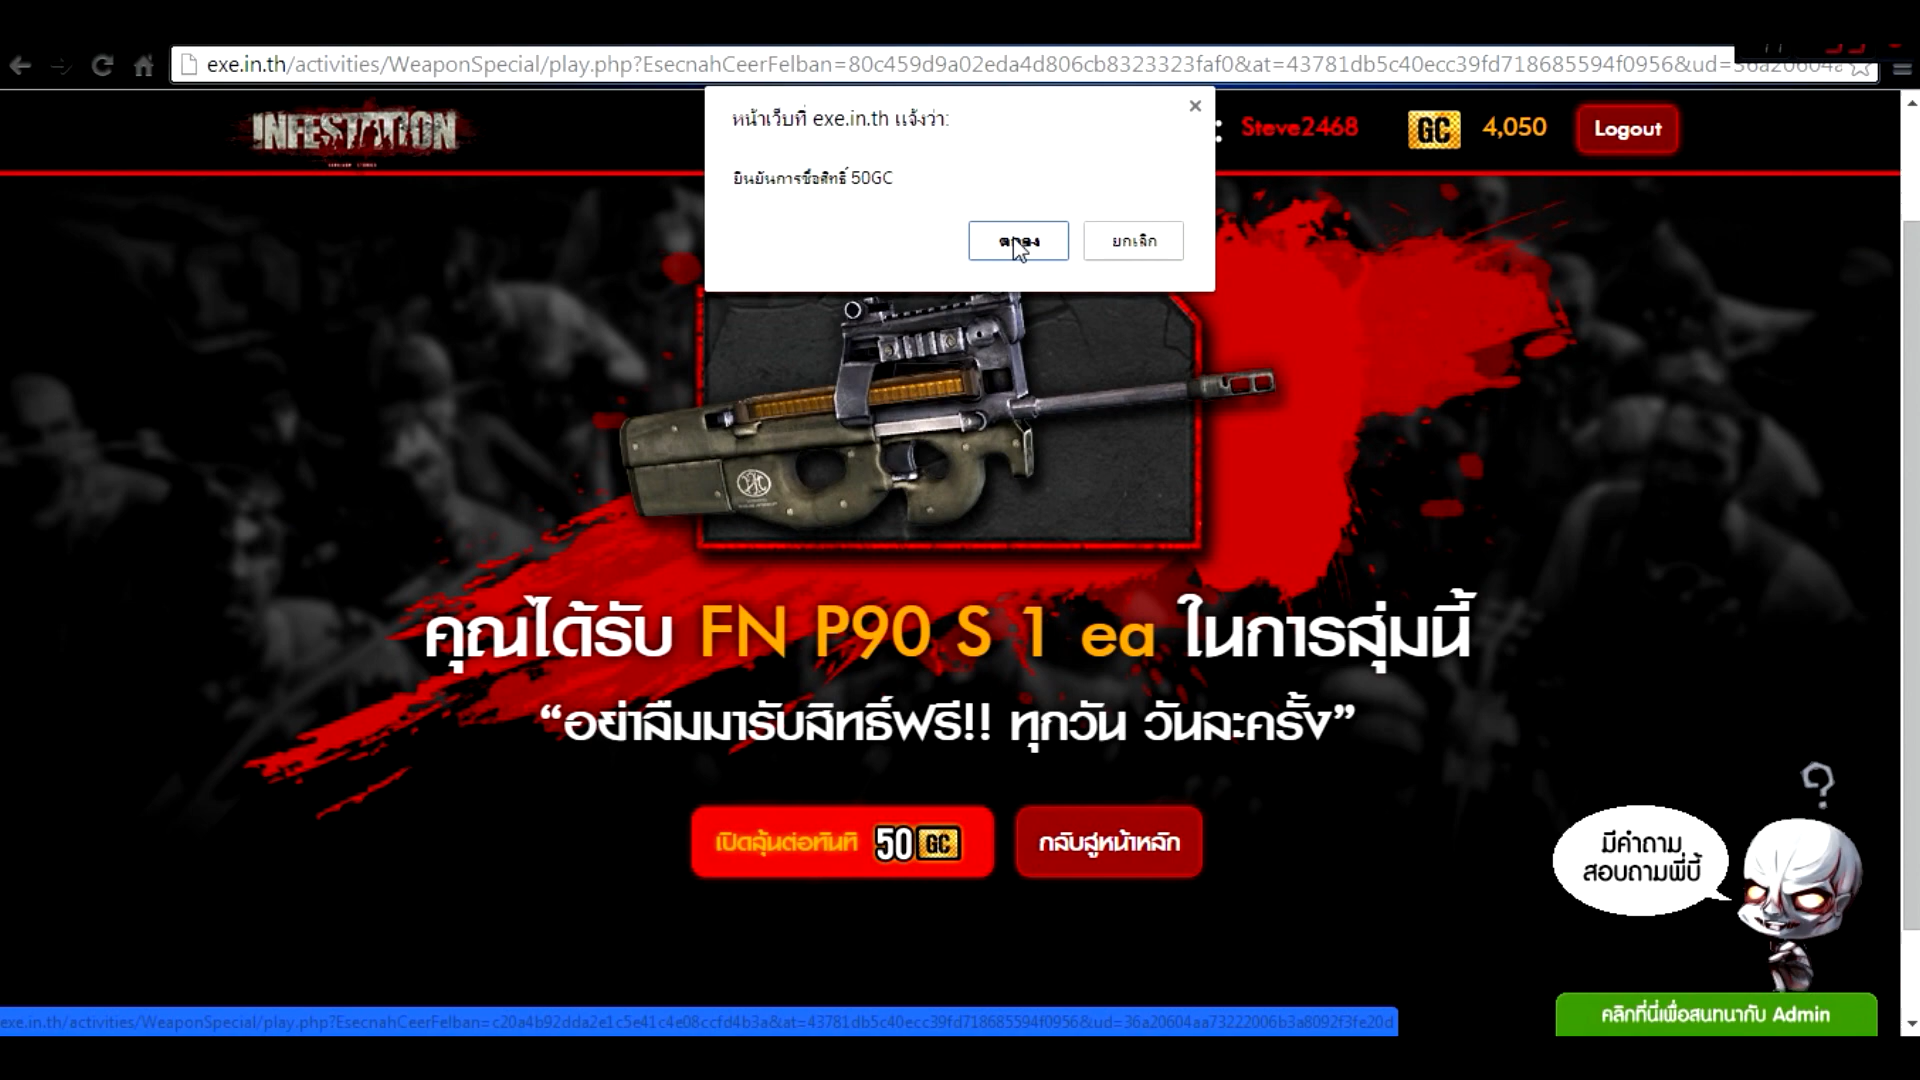 exe.in.th/activities/WeaponSpecial/play.php?EsecnahCeerFelban=80c459d9a02eda4d806cb8323323faf0&at=43781db5c40ecc39fd718685594f0956&ud=36a20604a
INFESTATION
: Steve2468 GC 4,050 Logout
หน้าเว็บที่ exe.in.th แจ้งว่า:
ยืนยันการซื้อสิทธิ์ 50GC
ตกลง ยกเลิก
คุณได้รับ FN P90 S 1 ea ในการสุ่มนี้
“อย่าลืมมารับสิทธิ์ฟรี!! ทุกวัน วันละครั้ง”
เปิดลุ้นต่อทันที 50 GC กลับสู่หน้าหลัก
มีคำถาม
สอบถามพี่บี้
คลิกที่นี่เพื่อสนทนากับ Admin
exe.in.th/activities/WeaponSpecial/play.php?EsecnahCeerFelban=c20a4b92dda2e1c5e41c4e08ccfd4b3a&at=43781db5c40ecc39fd718685594f0956&ud=36a20604aa73222006b3a8092f3fe20d